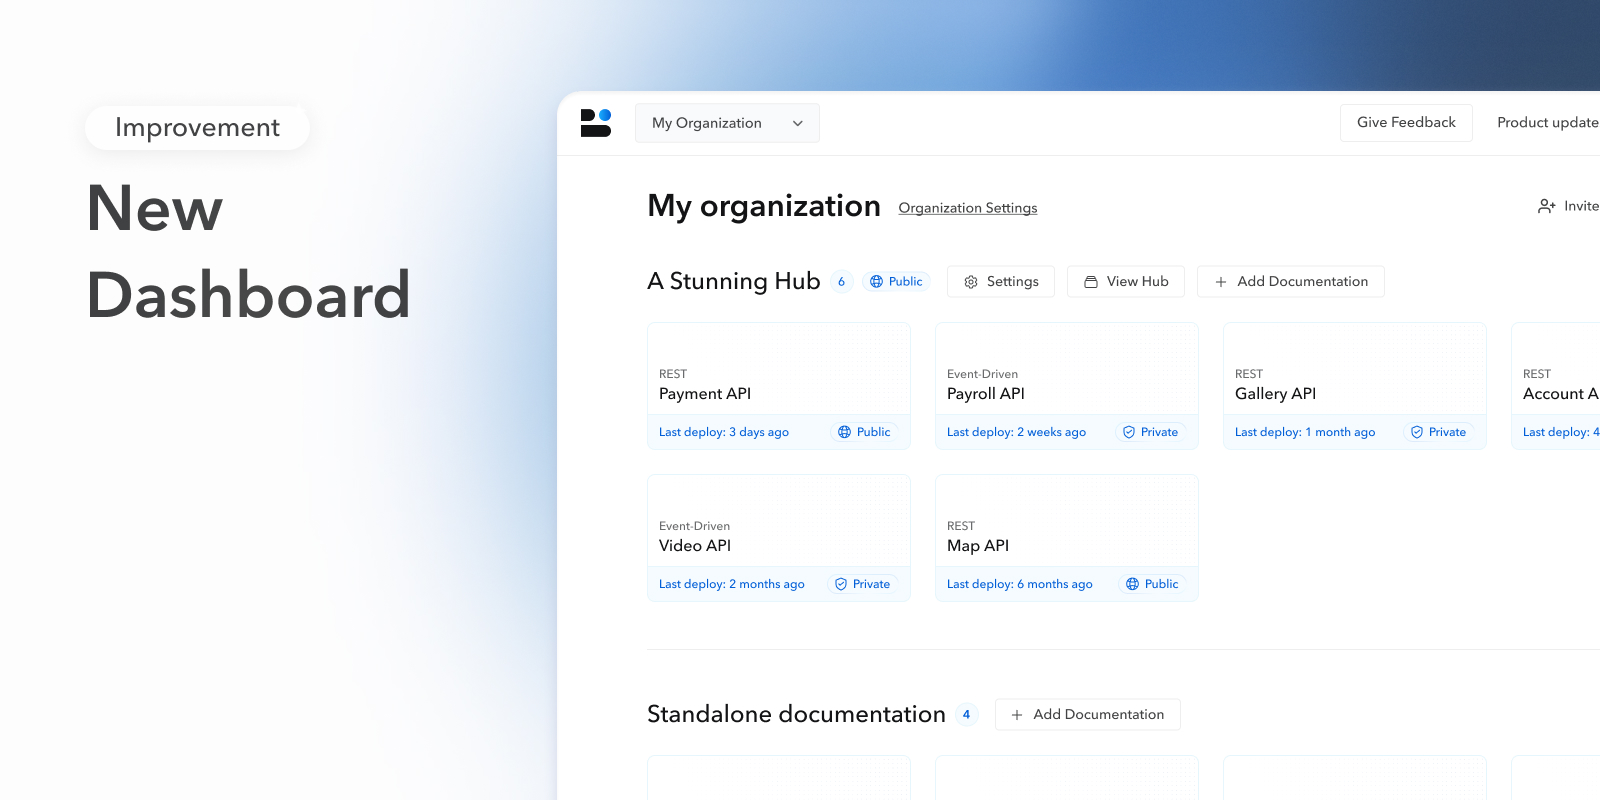 Improvement
New
Dashboard
My Organization
Give Feedback
Product update
My organization
Organization Settings
Invite
A Stunning Hub
6
Public
Settings
View Hub
Add Documentation
REST
Payment API
Last deploy: 3 days ago
Public
Event-Driven
Payroll API
Last deploy: 2 weeks ago
Private
REST
Gallery API
Last deploy: 1 month ago
Private
REST
Account A
Last deploy: 4
Event-Driven
Video API
Last deploy: 2 months ago
Private
REST
Map API
Last deploy: 6 months ago
Public
Standalone documentation
4
Add Documentation